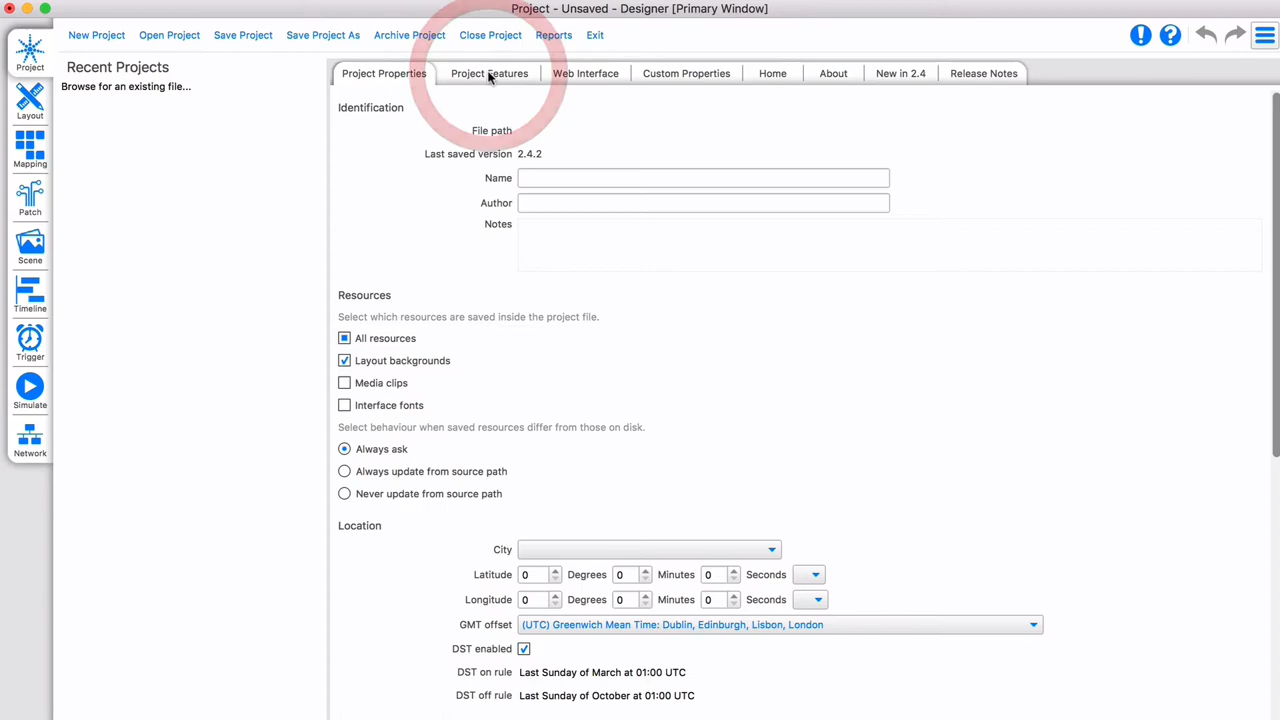 Project - Unsaved - Designer [Primary Window]
New Project Open Project Save Project Save Project As Archive Project Close Project Reports Exit
Project
Layout
Mapping
Patch
Scene
Timeline
Trigger
Simulate
Network
Recent Projects
Browse for an existing file...
Project Properties Project Features Web Interface Custom Properties Home About New in 2.4 Release Notes
Identification
File path
Last saved version 2.4.2
Name
Author
Notes
Resources
Select which resources are saved inside the project file.
All resources
Layout backgrounds
Media clips
Interface fonts
Select behaviour when saved resources differ from those on disk.
Always ask
Always update from source path
Never update from source path
Location
City
Latitude 0 Degrees 0 Minutes 0 Seconds
Longitude 0 Degrees 0 Minutes 0 Seconds
GMT offset (UTC) Greenwich Mean Time: Dublin, Edinburgh, Lisbon, London
DST enabled
DST on rule Last Sunday of March at 01:00 UTC
DST off rule Last Sunday of October at 01:00 UTC